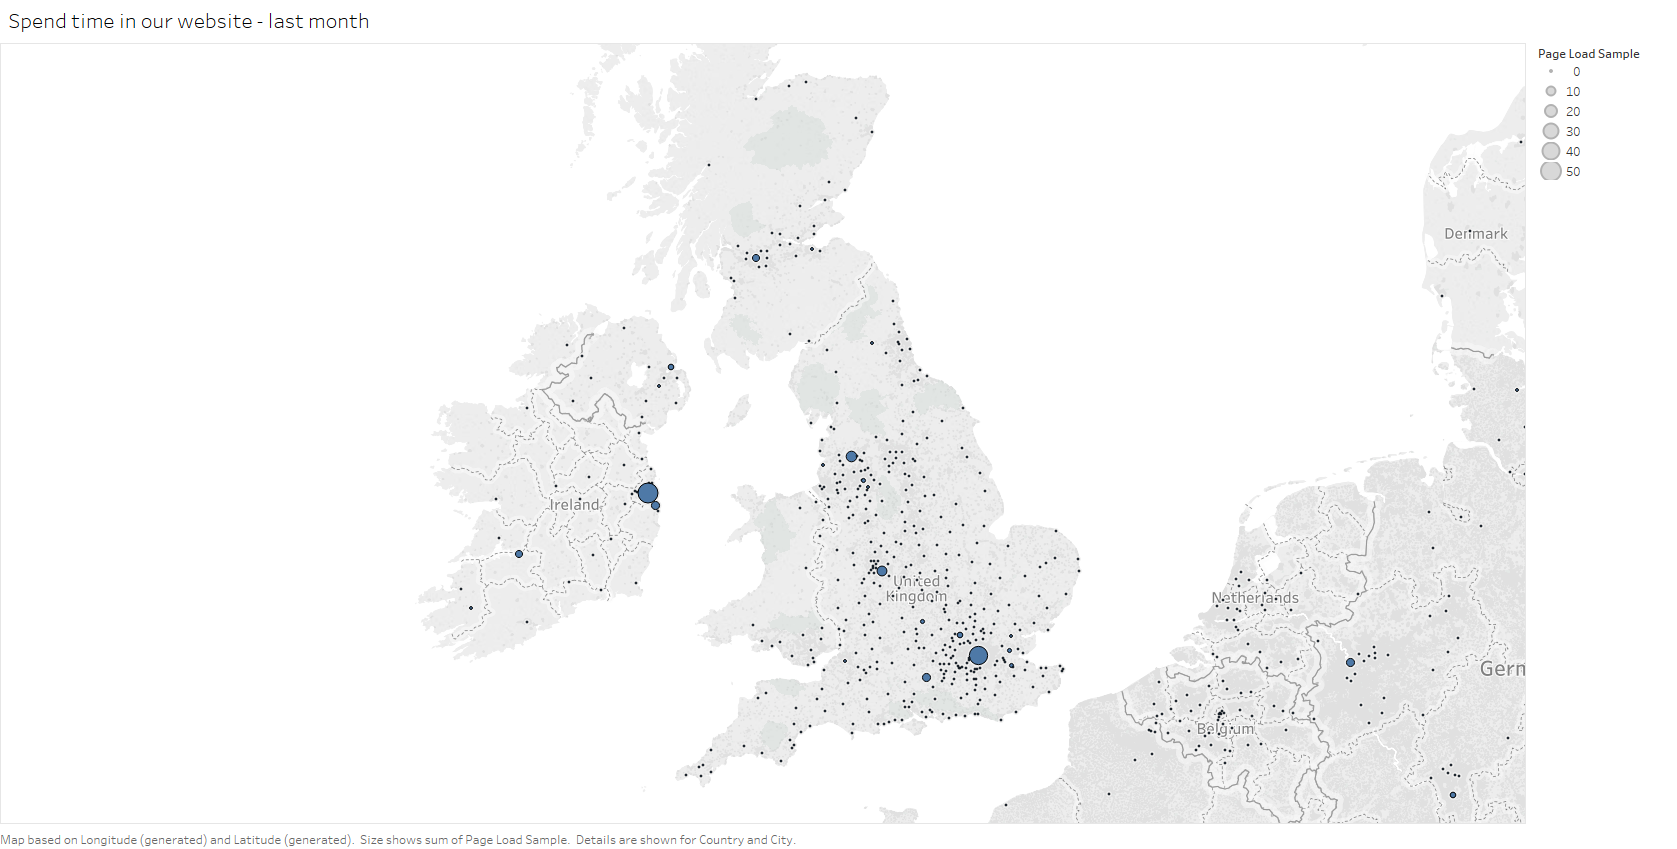 Spend time in our website - last month
Page Load Sample
0
10
20
30
40
50
Denmark
Ireland
United
Kingdom
Netherlands
Germ
Belgium
Map based on Longitude (generated) and Latitude (generated).  Size shows sum of Page Load Sample.  Details are shown for Country and City.